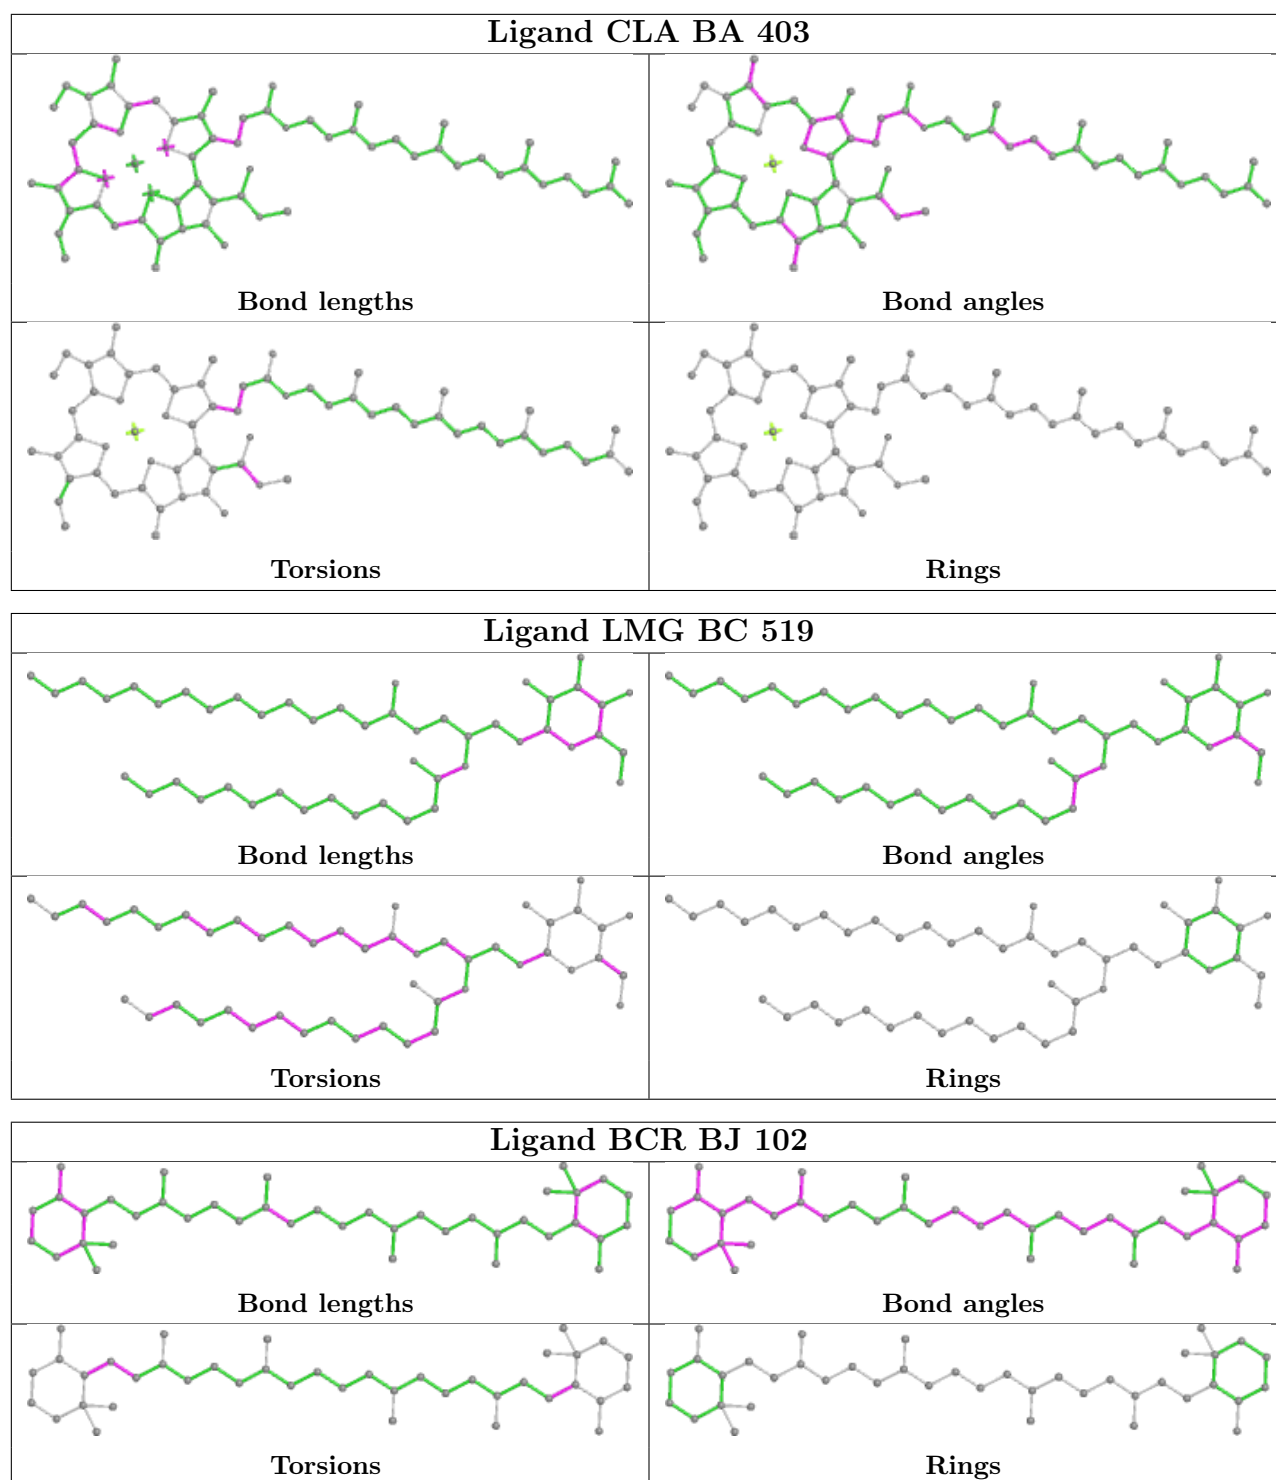 Ligand CLA BA 403
Bond lengths
Bond angles
Torsions
Rings
Ligand LMG BC 519
Bond lengths
Bond angles
Torsions
Rings
Ligand BCR BJ 102
Bond lengths
Bond angles
Torsions
Rings